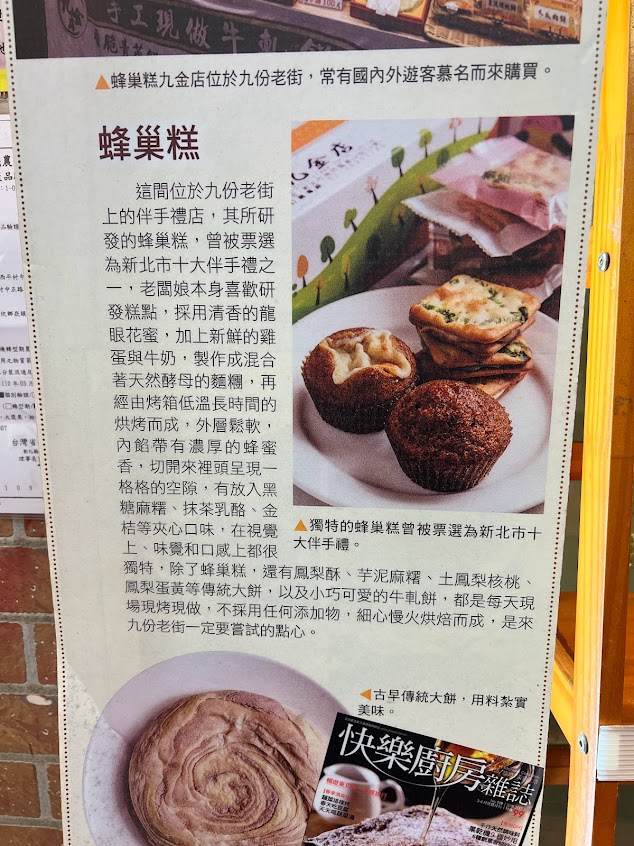 手工現做牛軋餅
▲蜂巢糕九金店位於九份老街，常有國內外遊客慕名而來購買。
蜂巢糕
這間位於九份老街
上的伴手禮店，其所研
發的蜂巢糕，曾被票選
為新北市十大伴手禮之
一，老闆娘本身喜歡研
發糕點，採用清香的龍
眼花蜜，加上新鮮的雞
蛋與牛奶，製作成混合
著天然酵母的麵糰，再
經由烤箱低溫長時間的
烘烤而成，外層鬆軟，
內餡帶有濃厚的蜂蜜
香，切開來裡頭呈現一
格格的空隙，有放入黑
糖麻糬、抹茶乳酪、金
桔等夾心口味，在視覺
上、味覺和口感上都很
獨特，除了蜂巢糕，還有鳳梨酥、芋泥麻糬、土鳳梨核桃、
鳳梨蛋黃等傳統大餅，以及小巧可愛的牛軋餅，都是每天現
場現烤現做，不採用任何添加物，細心慢火烘焙而成，是來
九份老街一定要嘗試的點心。
九金店
▲獨特的蜂巢糕曾被票選為新北市十
大伴手禮。
◀古早傳統大餅，用料紮實
美味。
快樂廚房雜誌
99